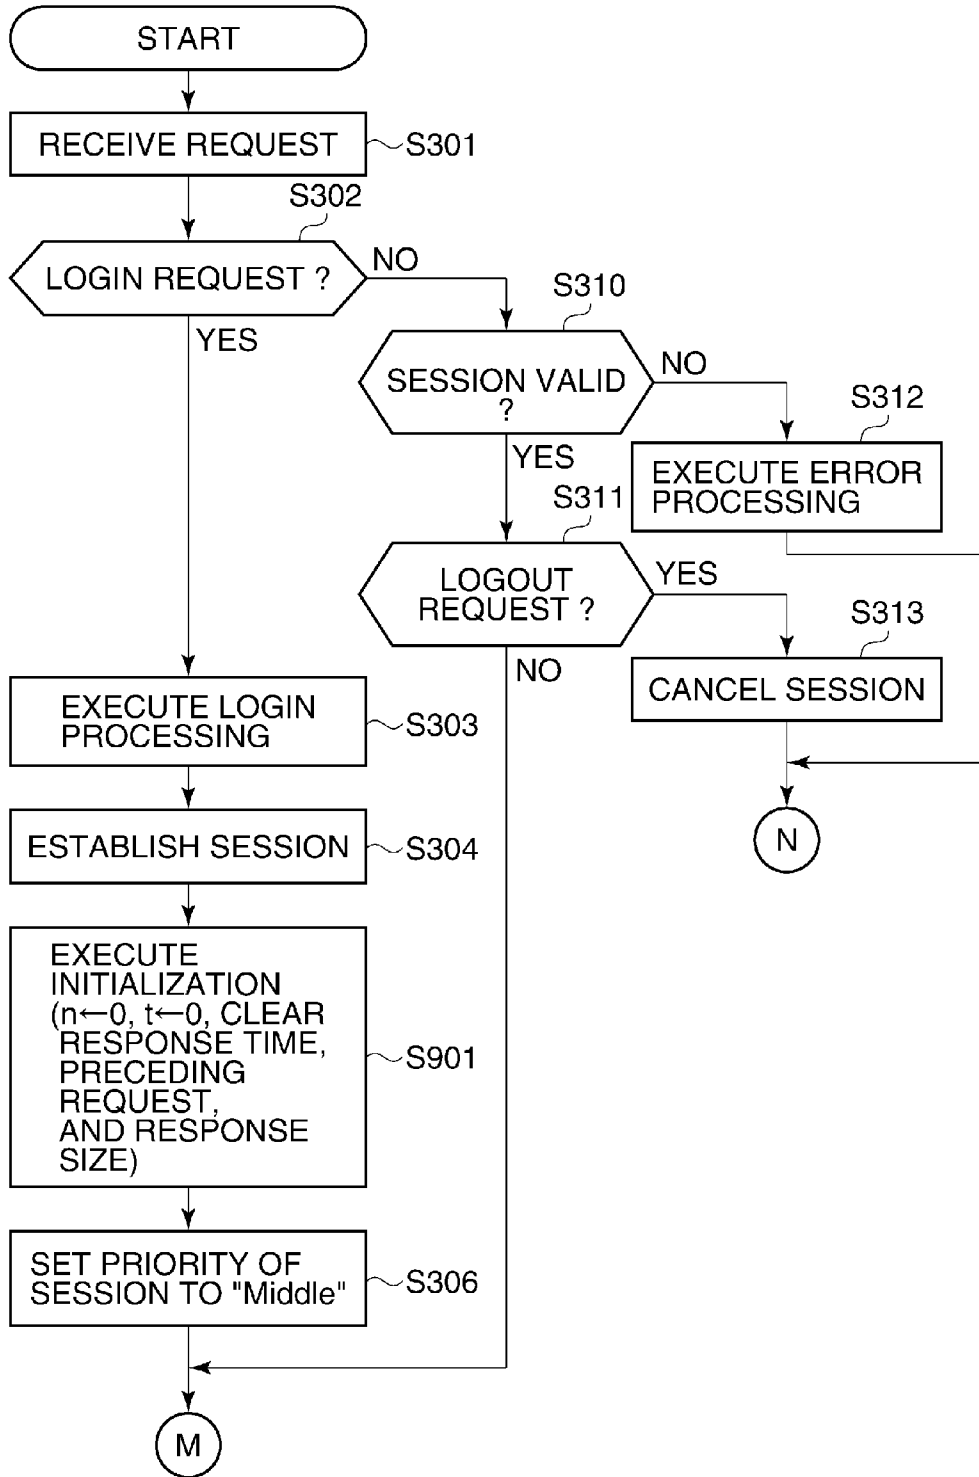 START
RECEIVE REQUEST
S301
S302
LOGIN REQUEST ?
NO
YES
S310
SESSION VALID
?
NO
YES
S312
EXECUTE ERROR
PROCESSING
S311
LOGOUT
REQUEST ?
YES
NO
S313
CANCEL SESSION
N
EXECUTE LOGIN
PROCESSING
S303
ESTABLISH SESSION
S304
EXECUTE
INITIALIZATION
(n←0, t←0, CLEAR
RESPONSE TIME,
PRECEDING
REQUEST,
AND RESPONSE
SIZE)
S901
SET PRIORITY OF
SESSION TO "Middle"
S306
M